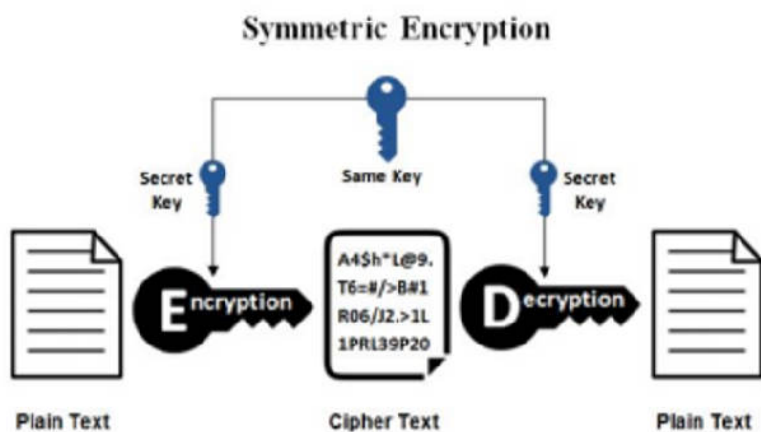 Symmetric Encryption
Secret
Key
Same Key
Secret
Key
Encryption
A4$h*L@9.
T6=#/>B#1
R06/J2.>1L
1PRL39P20
Decryption
Plain Text
Cipher Text
Plain Text